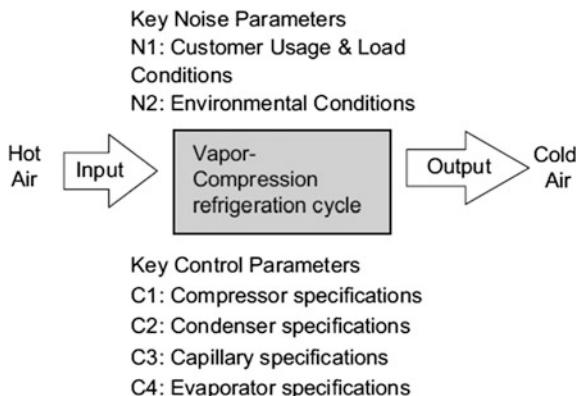 Key Noise Parameters
N1: Customer Usage & Load
Conditions
N2: Environmental Conditions
Hot
Air
Input
Vapor-
Compression
refrigeration cycle
Output
Cold
Air
Key Control Parameters
C1: Compressor specifications
C2: Condenser specifications
C3: Capillary specifications
C4: Evaporator specifications